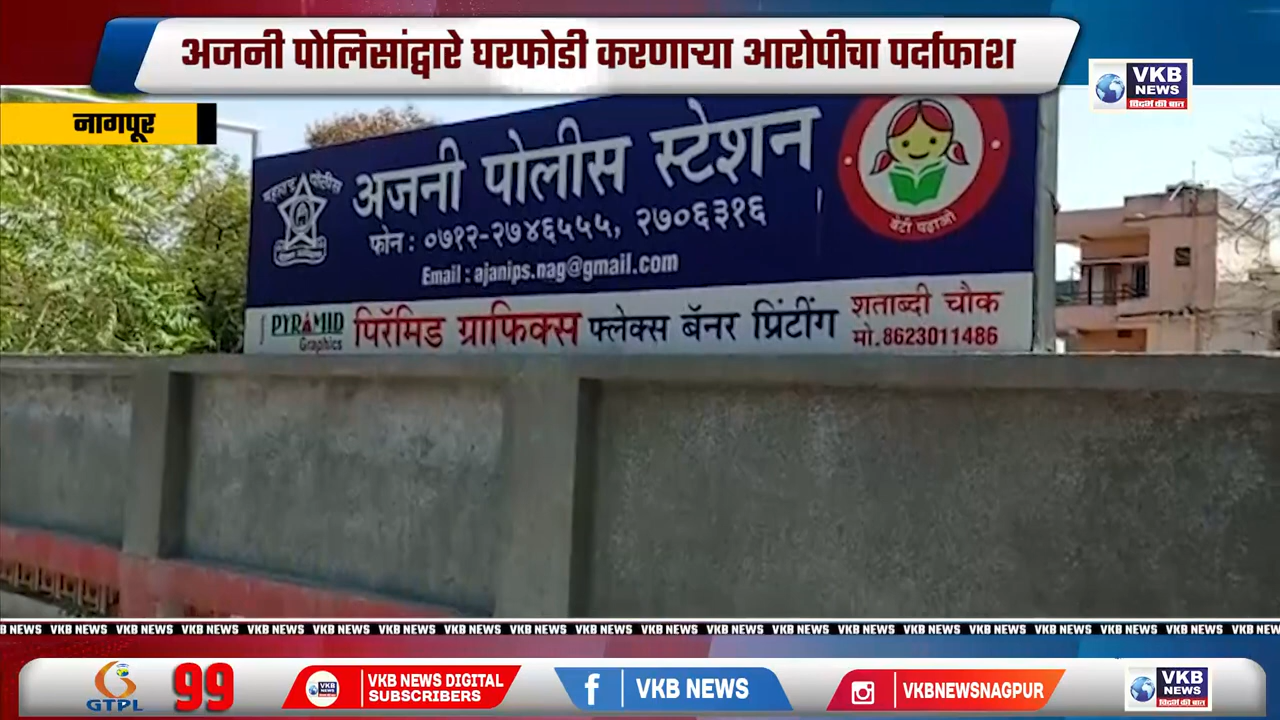 अजनी पोलिसांद्वारे घरफोडी करणाऱ्या आरोपीचा पर्दाफाश
VKB NEWS
विदर्भ की बात
नागपूर
महाराष्ट्र पोलीस
अजनी पोलीस स्टेशन
फोन : ०७१२-२७४६५५५, २७०६३१६
Email : ajanips.nag@gmail.com
बेटी पढ़ाओ
PYRAMID Graphics
पिरॅमिड ग्राफिक्स फ्लेक्स बॅनर प्रिंटींग
शताब्दी चौक
मो.8623011486
VKB NEWS VKB NEWS VKB NEWS VKB NEWS VKB NEWS VKB NEWS VKB NEWS VKB NEWS VKB NEWS VKB NEWS VKB NEWS VKB NEWS VKB NEWS VKB NEWS VKB NEWS VKB NEWS VKB NEWS VKB NEWS VKB NEWS
GTPL
99
VKB NEWS
VKB NEWS DIGITAL
SUBSCRIBERS
f VKB NEWS
VKBNEWSNAGPUR
VKB NEWS
विदर्भ की बात